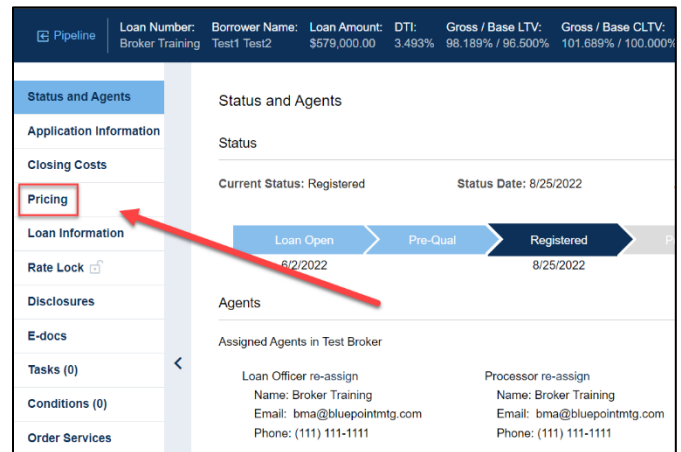 Pipeline
Loan Number: Borrower Name: Loan Amount: DTI: Gross / Base LTV: Gross / Base CLTV:
Broker Training Test1 Test2 $579,000.00 3.493% 98.189% / 96.500% 101.689% / 100.000%
Status and Agents
Application Information
Closing Costs
Pricing
Loan Information
Rate Lock
Disclosures
E-docs
Tasks (0)
Conditions (0)
Order Services
Status and Agents
Status
Current Status: Registered Status Date: 8/25/2022
Loan Open Pre-Qual Registered
6/2/2022 8/25/2022
Agents
Assigned Agents in Test Broker
Loan Officer re-assign
Name: Broker Training
Email: bma@bluepointmtg.com
Phone: (111) 111-1111
Processor re-assign
Name: Broker Training
Email: bma@bluepointmtg.com
Phone: (111) 111-1111